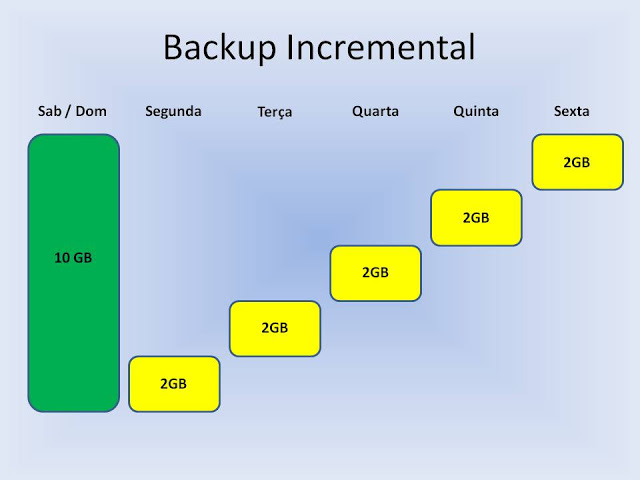 Backup Incremental
Sab / Dom Segunda Terça Quarta Quinta Sexta
2GB
2GB
10 GB
2GB
2GB
2GB